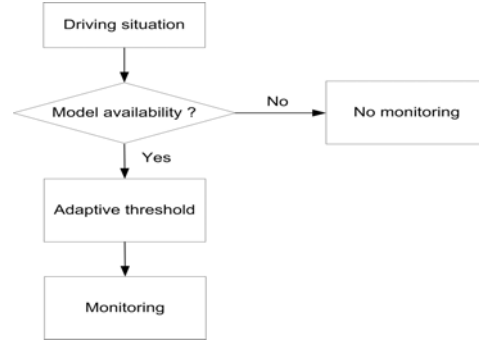 Driving situation
Model availability ?
No
No monitoring
Yes
Adaptive threshold
Monitoring